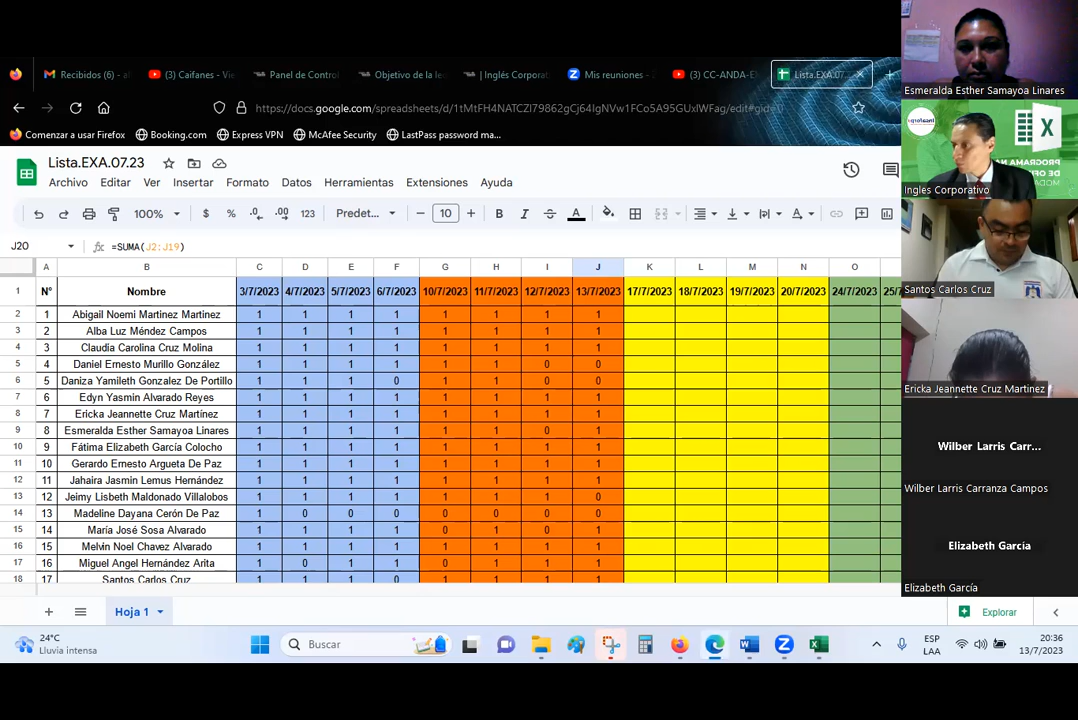 Recibidos (6) - al
(3) Caifanes - Vie
Panel de Control
Objetivo de la lec
| Inglés Corporat
Mis reuniones - Z
(3) CC-ANDA-EX
Lista.EXA.07...
https://docs.google.com/spreadsheets/d/1tMtFH4NATCZI79862gCj64IgNVw1FCo5A95GUxIWFag/edit#gid=0
Comenzar a usar Firefox Booking.com Express VPN McAfee Security LastPass password ma...
Lista.EXA.07.23
Archivo Editar Ver Insertar Formato Datos Herramientas Extensiones Ayuda
100% $ % .0 .00 123 Predet... − 10 + B I A
J20 fx =SUMA(J2:J19)
A B C D E F G H I J K L M N O
1 N° Nombre 3/7/2023 4/7/2023 5/7/2023 6/7/2023 10/7/2023 11/7/2023 12/7/2023 13/7/2023 17/7/2023 18/7/2023 19/7/2023 20/7/2023 24/7/2023 25/7
2 1 Abigail Noemi Martinez Martinez 1 1 1 1 1 1 1 1
3 2 Alba Luz Méndez Campos 1 1 1 1 1 1 1 1
4 3 Claudia Carolina Cruz Molina 1 1 1 1 1 1 1 1
5 4 Daniel Ernesto Murillo González 1 1 1 1 1 1 0 0
6 5 Daniza Yamileth Gonzalez De Portillo 1 1 1 0 1 1 0 0
7 6 Edyn Yasmin Alvarado Reyes 1 1 1 1 1 1 1 1
8 7 Ericka Jeannette Cruz Martínez 1 1 1 1 1 1 1 1
9 8 Esmeralda Esther Samayoa Linares 1 1 1 1 1 1 0 1
10 9 Fátima Elizabeth García Colocho 1 1 1 1 1 1 1 1
11 10 Gerardo Ernesto Argueta De Paz 1 1 1 1 1 1 1 1
12 11 Jahaira Jasmin Lemus Hernández 1 1 1 1 1 1 1 1
13 12 Jeimy Lisbeth Maldonado Villalobos 1 1 1 1 1 1 1 0
14 13 Madeline Dayana Cerón De Paz 1 0 0 0 0 0 0 0
15 14 María José Sosa Alvarado 1 1 1 1 0 1 0 1
16 15 Melvin Noel Chavez Alvarado 1 1 1 1 1 1 1 1
17 16 Miguel Angel Hernández Arita 1 0 1 1 0 1 1 1
18 17 Santos Carlos Cruz 1 1 1 0 1 1 1 1
Hoja 1
Explorar
24°C
Lluvia intensa
Buscar
ESP
LAA
20:36
13/7/2023
Esmeralda Esther Samayoa Linares
X
PROGRAMA NA
DE OFI
MODA
Ingles Corporativo
Santos Carlos Cruz
Ericka Jeannette Cruz Martinez
Wilber Larris Carr...
Wilber Larris Carranza Campos
Elizabeth Garcia
Elizabeth García